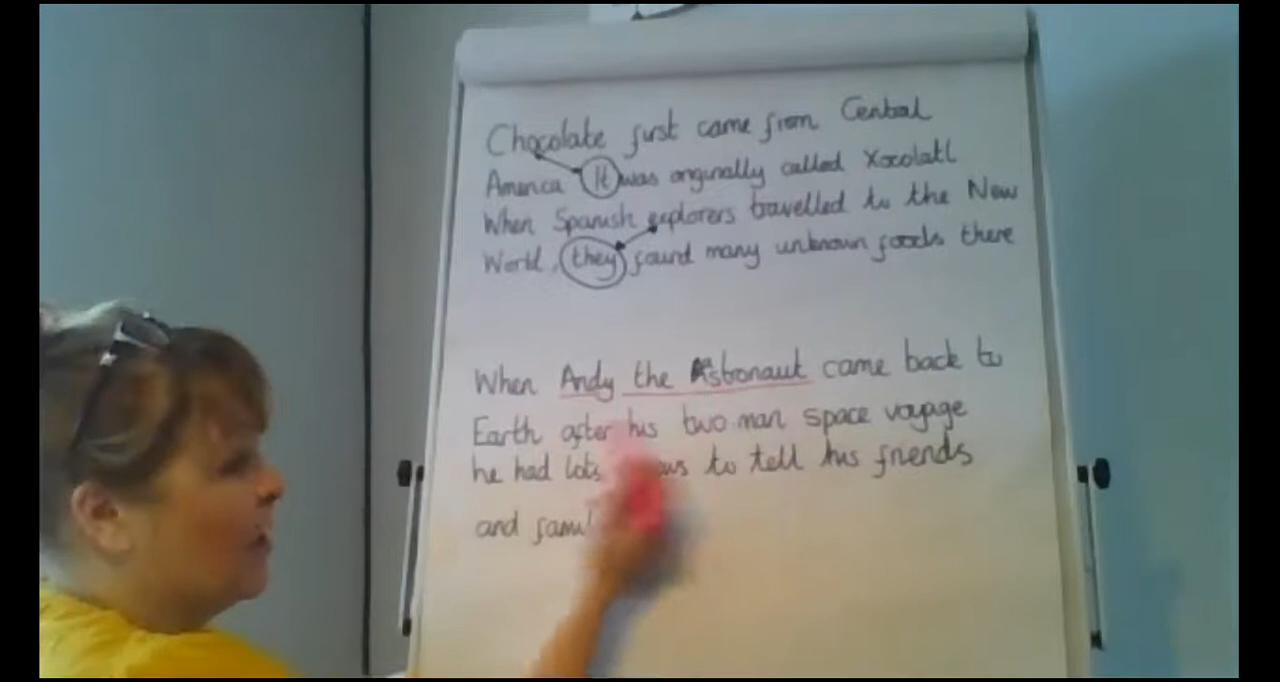 Chocolate first came from Central
America It was originally called Xocolatl
When Spanish explorers travelled to the New
World, they found many unknown foods there
When Andy the Astronaut came back to
Earth after his two-man space voyage
he had lots to tell his friends
and